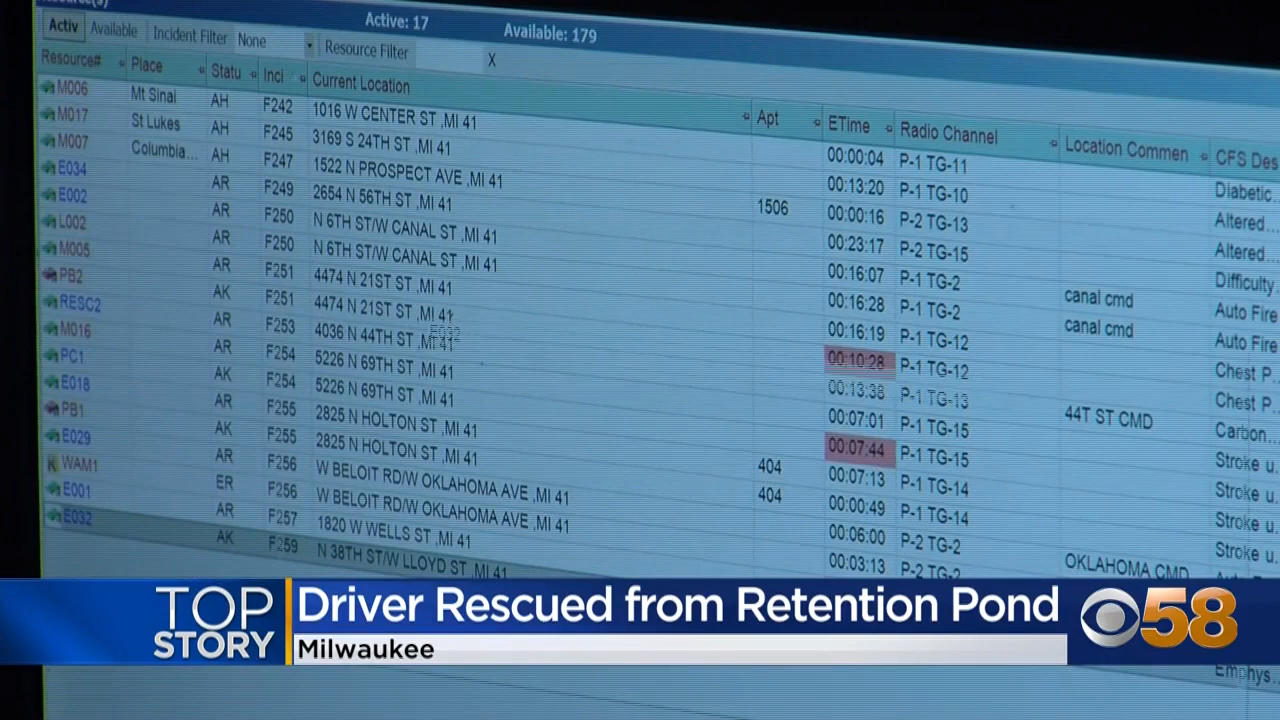 Active: 17 Available: 179
Activ Available Incident Filter None Resource Filter X
Resource# Place Statu Inci Current Location Apt ETime Radio Channel Location Commen CFS Des
M006 Mt Sinai AH F242 1016 W CENTER ST ,MI 41 00:00:04 P-1 TG-11 Diabetic...
M017 St Lukes AH F245 3169 S 24TH ST ,MI 41 00:13:20 P-1 TG-10 Altered...
M007 Columbia... AH F247 1522 N PROSPECT AVE ,MI 41 1506 00:00:16 P-2 TG-13 Altered...
E034 AR F249 2654 N 56TH ST ,MI 41 00:23:17 P-2 TG-15 Difficulty
E002 AR F250 N 6TH ST/W CANAL ST ,MI 41 00:16:07 P-1 TG-2 canal cmd Auto Fire
L002 AR F250 N 6TH ST/W CANAL ST ,MI 41 00:16:28 P-1 TG-2 canal cmd Auto Fire
M005 AR F251 4474 N 21ST ST ,MI 41 00:16:19 P-1 TG-12 Chest P...
PB2 AK F251 4474 N 21ST ST ,MI 41 00:10:28 P-1 TG-12 Chest P...
RESC2 AR F253 4036 N 44TH ST ,MI 41 00:13:38 P-1 TG-13 44T ST CMD Carbon...
M016 AR F254 5226 N 69TH ST ,MI 41 00:07:01 P-1 TG-15 Stroke u.
PC1 AK F254 5226 N 69TH ST ,MI 41 00:07:44 P-1 TG-15 Stroke u.
E018 AR F255 2825 N HOLTON ST ,MI 41 404 00:07:13 P-1 TG-14 Stroke u.
PB1 AK F255 2825 N HOLTON ST ,MI 41 404 00:00:49 P-1 TG-14 Stroke u.
E029 AR F256 W BELOIT RD/W OKLAHOMA AVE ,MI 41 00:06:00 P-2 TG-2 OKLAHOMA CMD
WAM1 ER F256 W BELOIT RD/W OKLAHOMA AVE ,MI 41 00:03:13 P-2 TG-2
E001 AR F257 1820 W WELLS ST ,MI 41
E032 AK F259 N 38TH ST/W LLOYD ST ,MI 41
Emphys...
TOP STORY
Driver Rescued from Retention Pond
Milwaukee
58